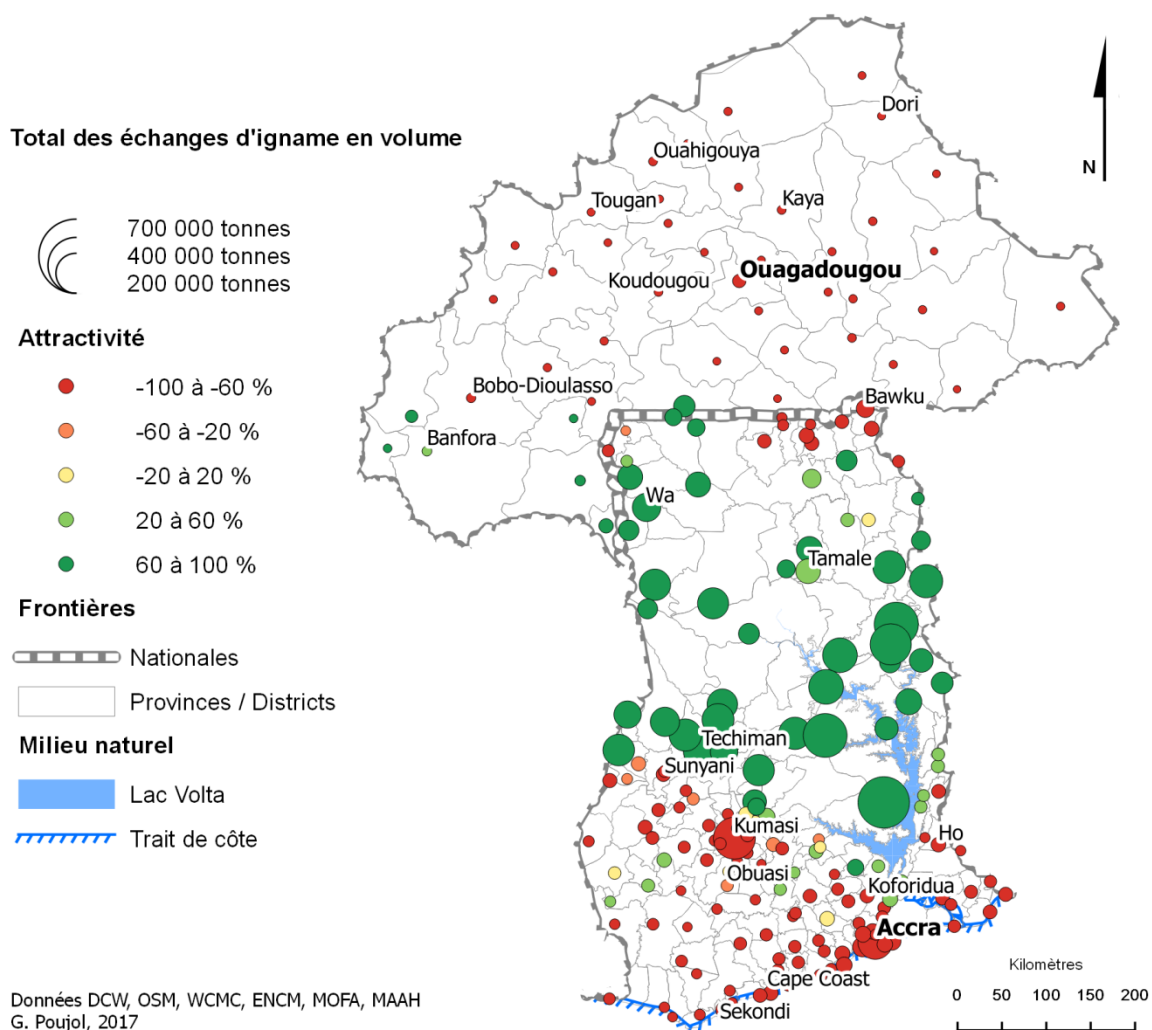 Total des échanges d'igname en volume
700 000 tonnes
400 000 tonnes
200 000 tonnes
Attractivité
-100 à -60 %
-60 à -20 %
-20 à 20 %
20 à 60 %
60 à 100 %
Frontières
Nationales
Provinces / Districts
Milieu naturel
Lac Volta
Trait de côte
Données DCW, OSM, WCMC, ENCM, MOFA, MAAH
G. Poujol, 2017
N
Dori
Ouahigouya
Tougan
Kaya
Ouagadougou
Koudougou
Bobo-Dioulasso
Bawku
Banfora
Wa
Tamale
Techiman
Sunyani
Kumasi
Ho
Obuasi
Koforidua
Accra
Cape Coast
Sekondi
Kilomètres
0 50 100 150 200